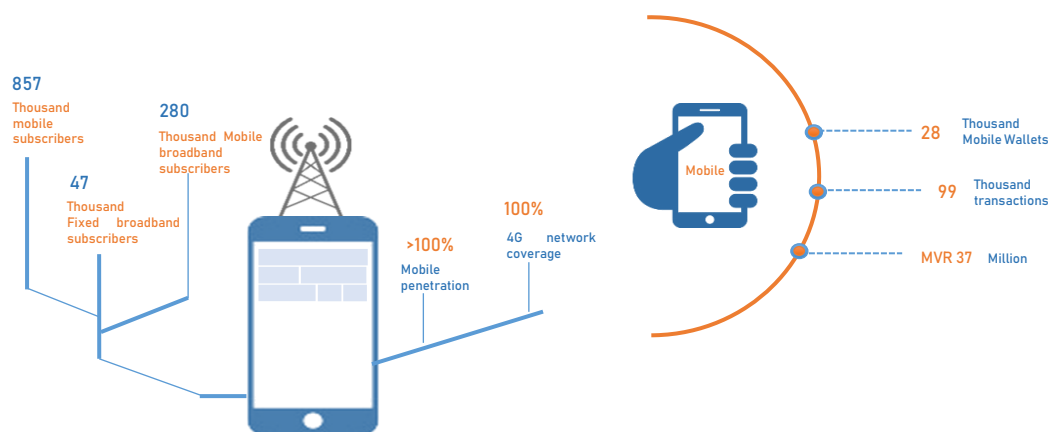 857
Thousand
mobile
subscribers
280
Thousand Mobile
broadband
subscribers
47
Thousand
Fixed broadband
subscribers
>100%
Mobile
penetration
100%
4G network
coverage
Mobile
28 Thousand
Mobile Wallets
99 Thousand
transactions
MVR 37 Million